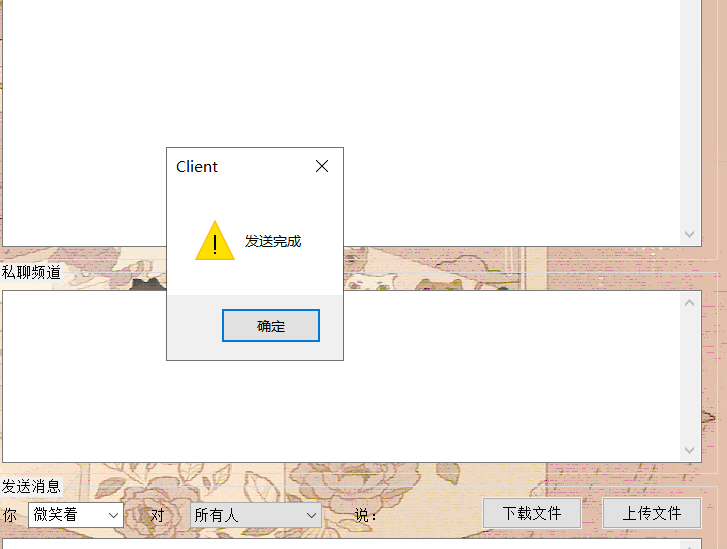 Client
发送完成
确定
私聊频道
发送消息
你 微笑着 对 所有人 说： 下载文件 上传文件